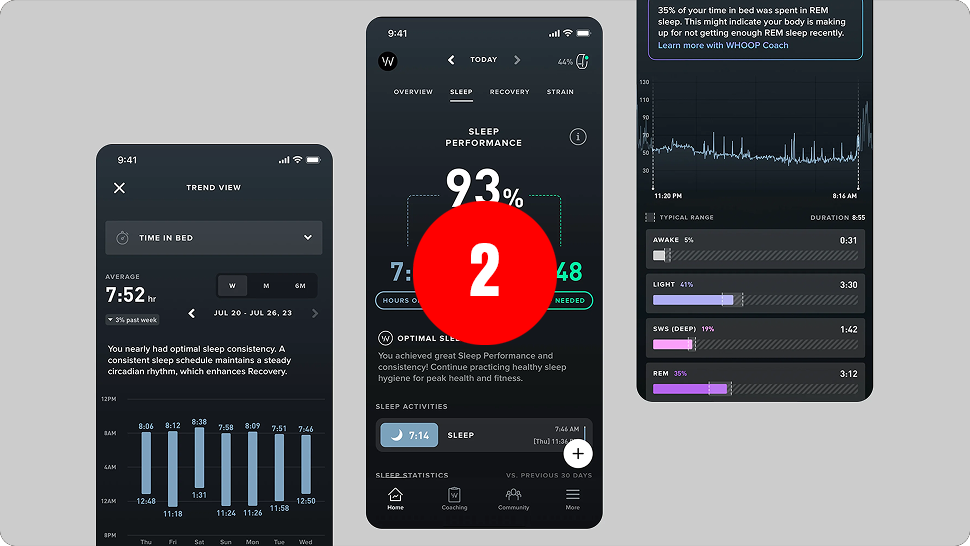 9:41
TREND VIEW
TIME IN BED
AVERAGE
7:52 hr
3% past week
W M 6M
JUL 20 - JUL 26, 23
You nearly had optimal sleep consistency. A
consistent sleep schedule maintains a steady
circadian rhythm, which enhances Recovery.
12PM
8AM
4AM
12AM
8PM
8:06 8:12 8:38 7:58 8:09 7:51 7:46
12:48 11:18 1:31 11:24 11:26 11:58 12:50
Thu Fri Sat Sun Mon Tue Wed
9:41
W
TODAY
44%
OVERVIEW SLEEP RECOVERY STRAIN
SLEEP
PERFORMANCE
i
93%
7: 48
HOURS NEEDED
2
W OPTIMAL
You achieved great Sleep Performance and
consistency! Continue practicing healthy sleep
hygiene for peak health and fitness.
SLEEP ACTIVITIES
7:14 SLEEP
7:46 AM
[Thu] 11:36
+
SLEEP STATISTICS VS. PREVIOUS 30 DAYS
Home Coaching Community More
35% of your time in bed was spent in REM
sleep. This might indicate your body is making
up for not getting enough REM sleep recently.
Learn more with WHOOP Coach
130
110
90
70
50
30
11:20 PM 8:16 AM
TYPICAL RANGE DURATION 8:55
AWAKE 5% 0:31
LIGHT 41% 3:30
SWS (DEEP) 19% 1:42
REM 35% 3:12